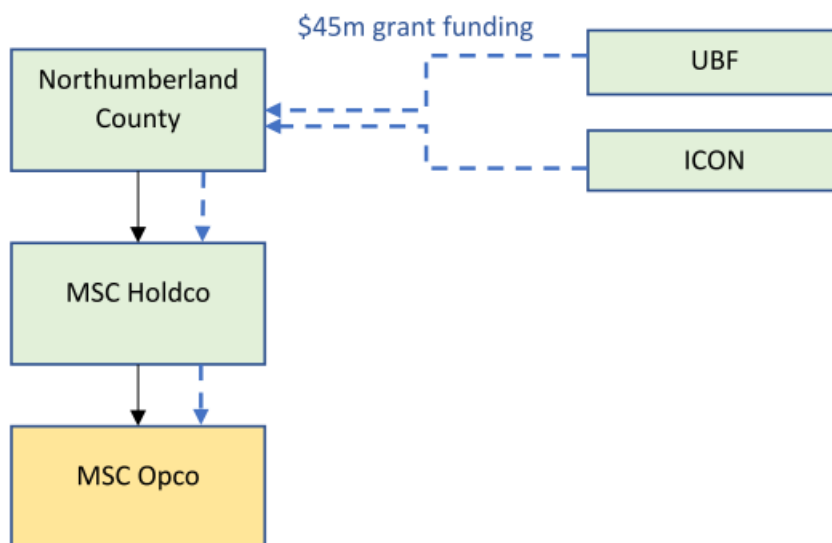 $45m grant funding
UBF
Northumberland
County
ICON
MSC Holdco
MSC Opco